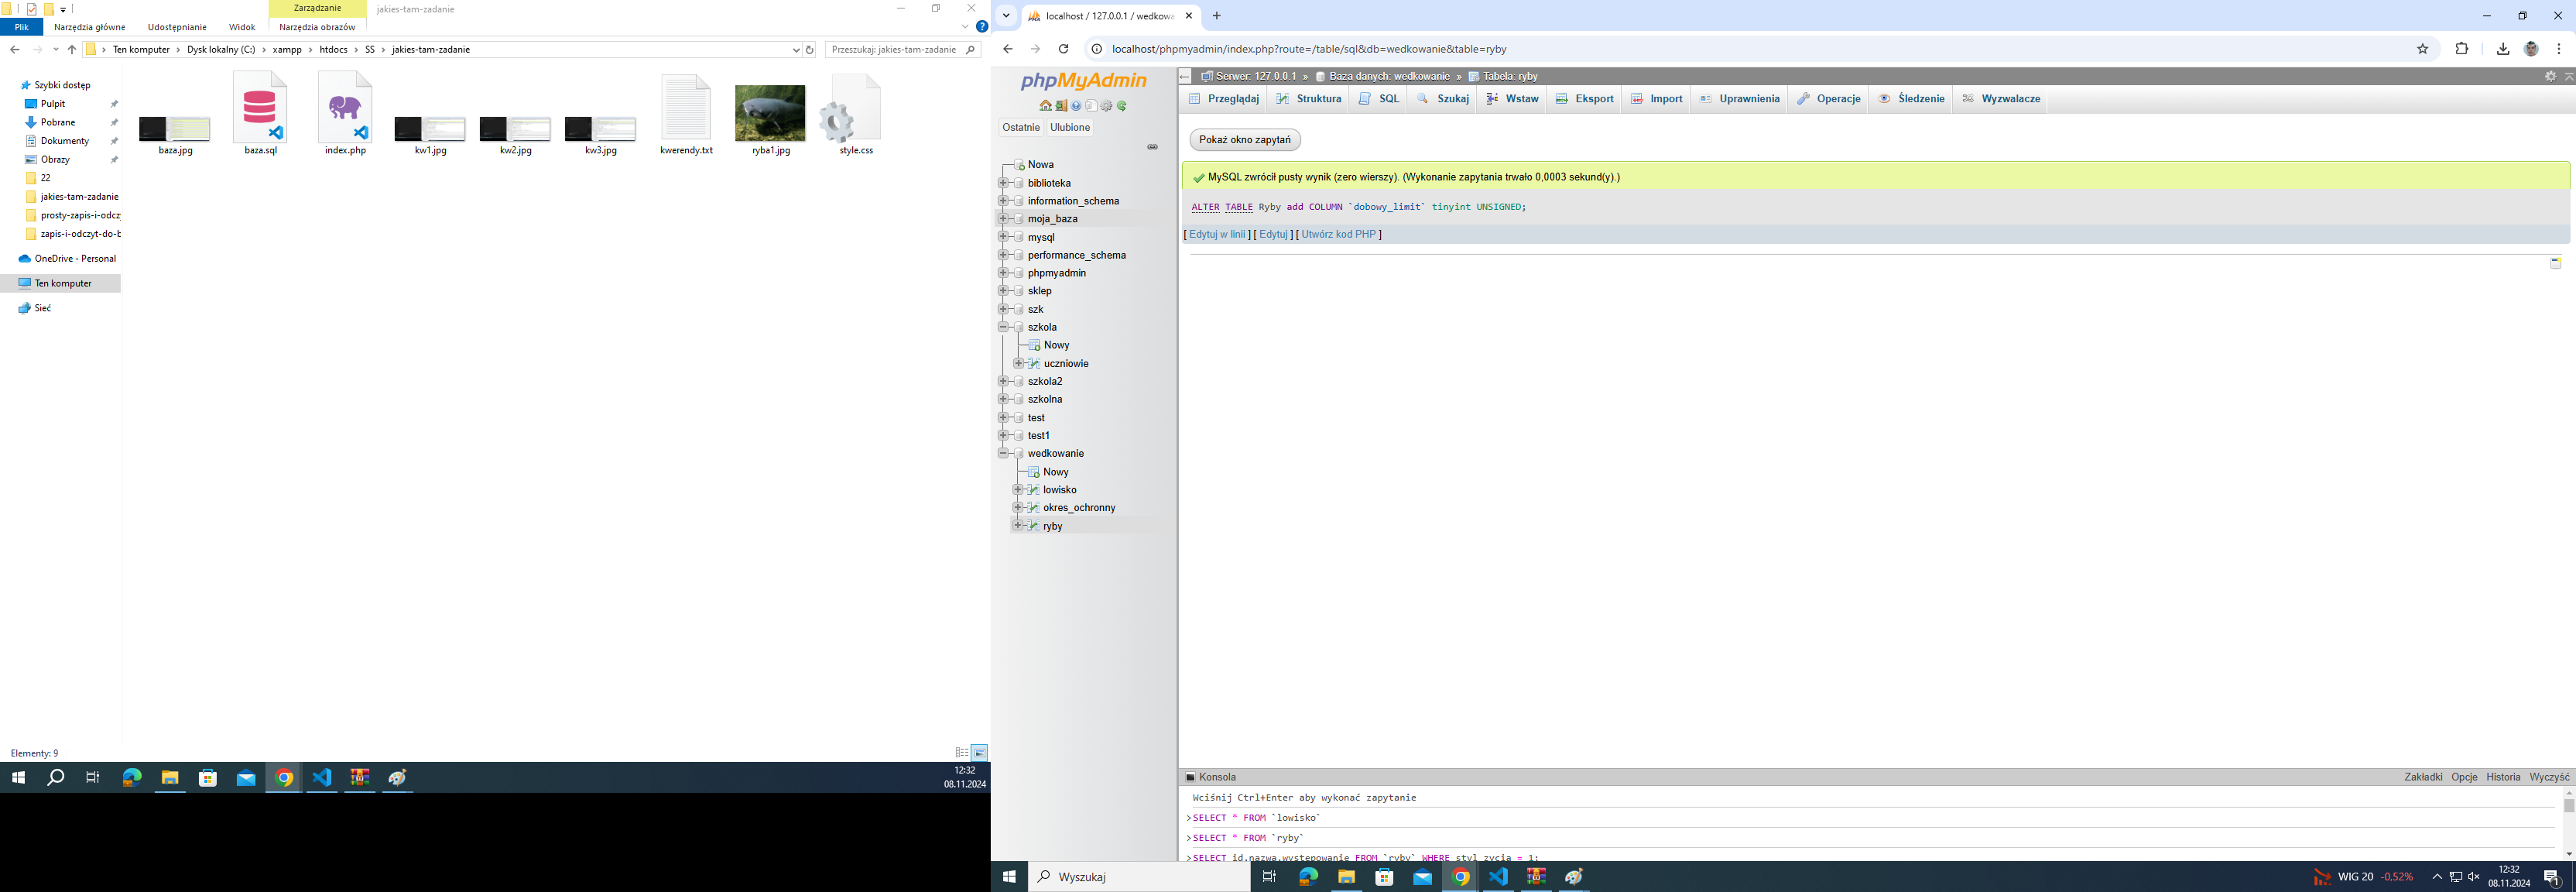 Zarządzanie
jakies-tam-zadanie
Plik
Narzędzia główne
Udostępnianie
Widok
Narzędzia obrazów
Ten komputer
Dysk lokalny (C:)
xampp
htdocs
SS
jakies-tam-zadanie
Przeszukaj: jakies-tam-zadanie
Szybki dostęp
Pulpit
Pobrane
Dokumenty
Obrazy
22
jakies-tam-zadanie
prosty-zapis-i-odczy
zapis-i-odczyt-do-b
OneDrive - Personal
Ten komputer
Sieć
baza.jpg
baza.sql
index.php
kw1.jpg
kw2.jpg
kw3.jpg
kwerendy.txt
ryba1.jpg
style.css
Elementy: 9
12:32
08.11.2024
localhost / 127.0.0.1 / wedkowa
localhost/phpmyadmin/index.php?route=/table/sql&db=wedkowanie&table=ryby
phpMyAdmin
Ostatnie
Ulubione
Nowa
biblioteka
information_schema
moja_baza
mysql
performance_schema
phpmyadmin
sklep
szk
szkola
Nowy
uczniowie
szkola2
szkolna
test
test1
wedkowanie
Nowy
lowisko
okres_ochronny
ryby
Serwer: 127.0.0.1 » Baza danych: wedkowanie » Tabela: ryby
Przeglądaj
Struktura
SQL
Szukaj
Wstaw
Eksport
Import
Uprawnienia
Operacje
Śledzenie
Wyzwalacze
Pokaż okno zapytań
MySQL zwrócił pusty wynik (zero wierszy). (Wykonanie zapytania trwało 0,0003 sekund(y).)
ALTER TABLE Ryby add COLUMN `dobowy_limit` tinyint UNSIGNED;
[ Edytuj w linii ] [ Edytuj ] [ Utwórz kod PHP ]
Konsola
Zakładki
Opcje
Historia
Wyczyść
Wciśnij Ctrl+Enter aby wykonać zapytanie
>SELECT * FROM `lowisko`
>SELECT * FROM `ryby`
>SELECT id,nazwa,wystepowanie FROM `ryby` WHERE styl_zycia = 1;
Wyszukaj
WIG 20 -0,52%
12:32
08.11.2024
1